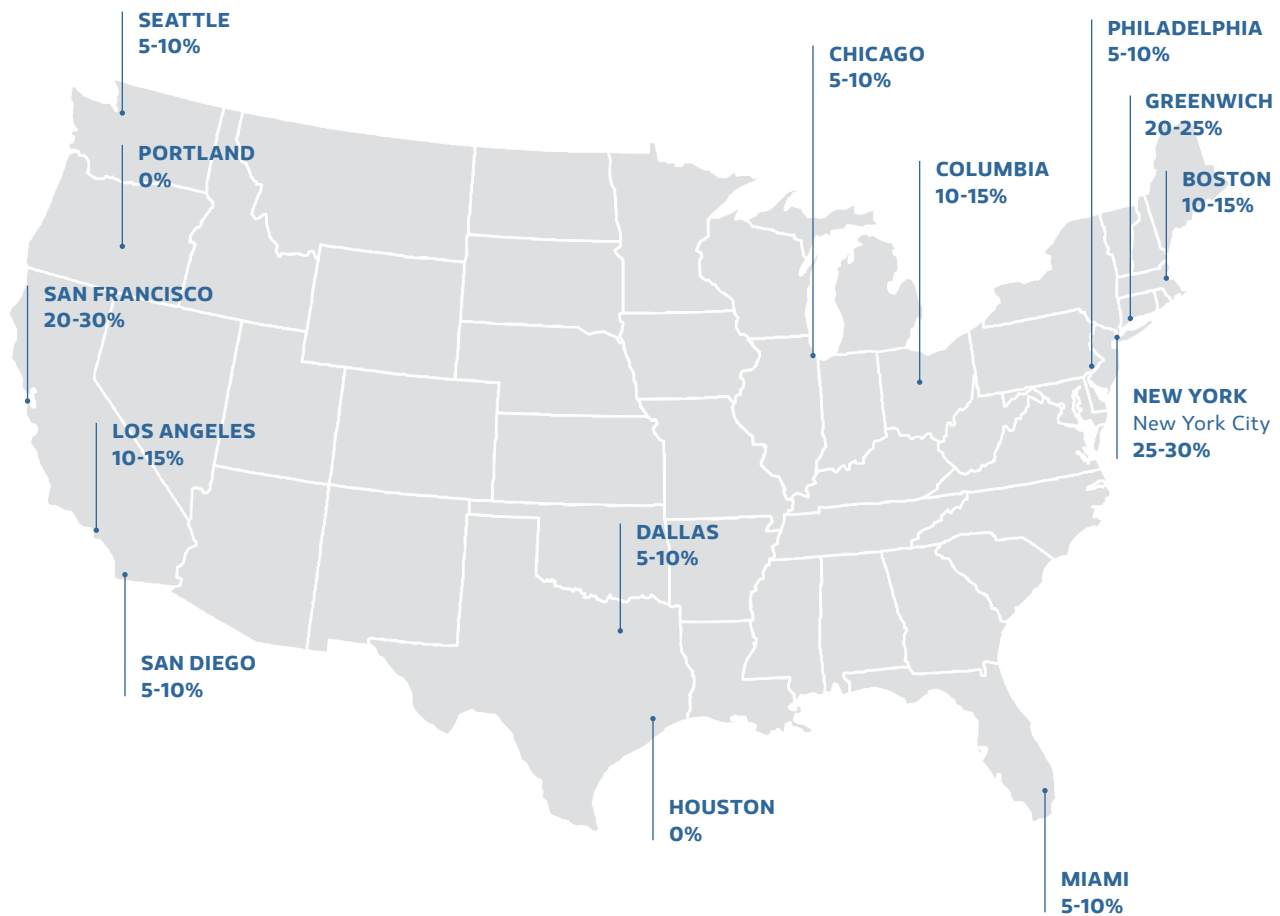 SEATTLE
5-10%
PHILADELPHIA
5-10%
CHICAGO
5-10%
GREENWICH
20-25%
PORTLAND
0%
COLUMBIA
10-15%
BOSTON
10-15%
SAN FRANCISCO
20-30%
NEW YORK
New York City
25-30%
LOS ANGELES
10-15%
DALLAS
5-10%
SAN DIEGO
5-10%
HOUSTON
0%
MIAMI
5-10%